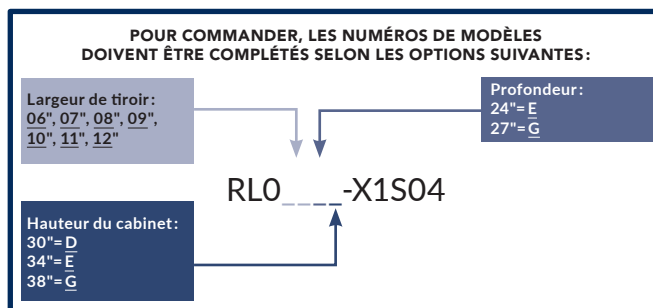 POUR COMMANDER, LES NUMÉROS DE MODÈLES
DOIVENT ÊTRE COMPLÉTÉS SELON LES OPTIONS SUIVANTES :
Largeur de tiroir :
06", 07", 08", 09",
10", 11", 12"
Profondeur :
24"= E
27"= G
RL0_ _ _ _-X1S04
Hauteur du cabinet :
30"= D
34"= E
38"= G